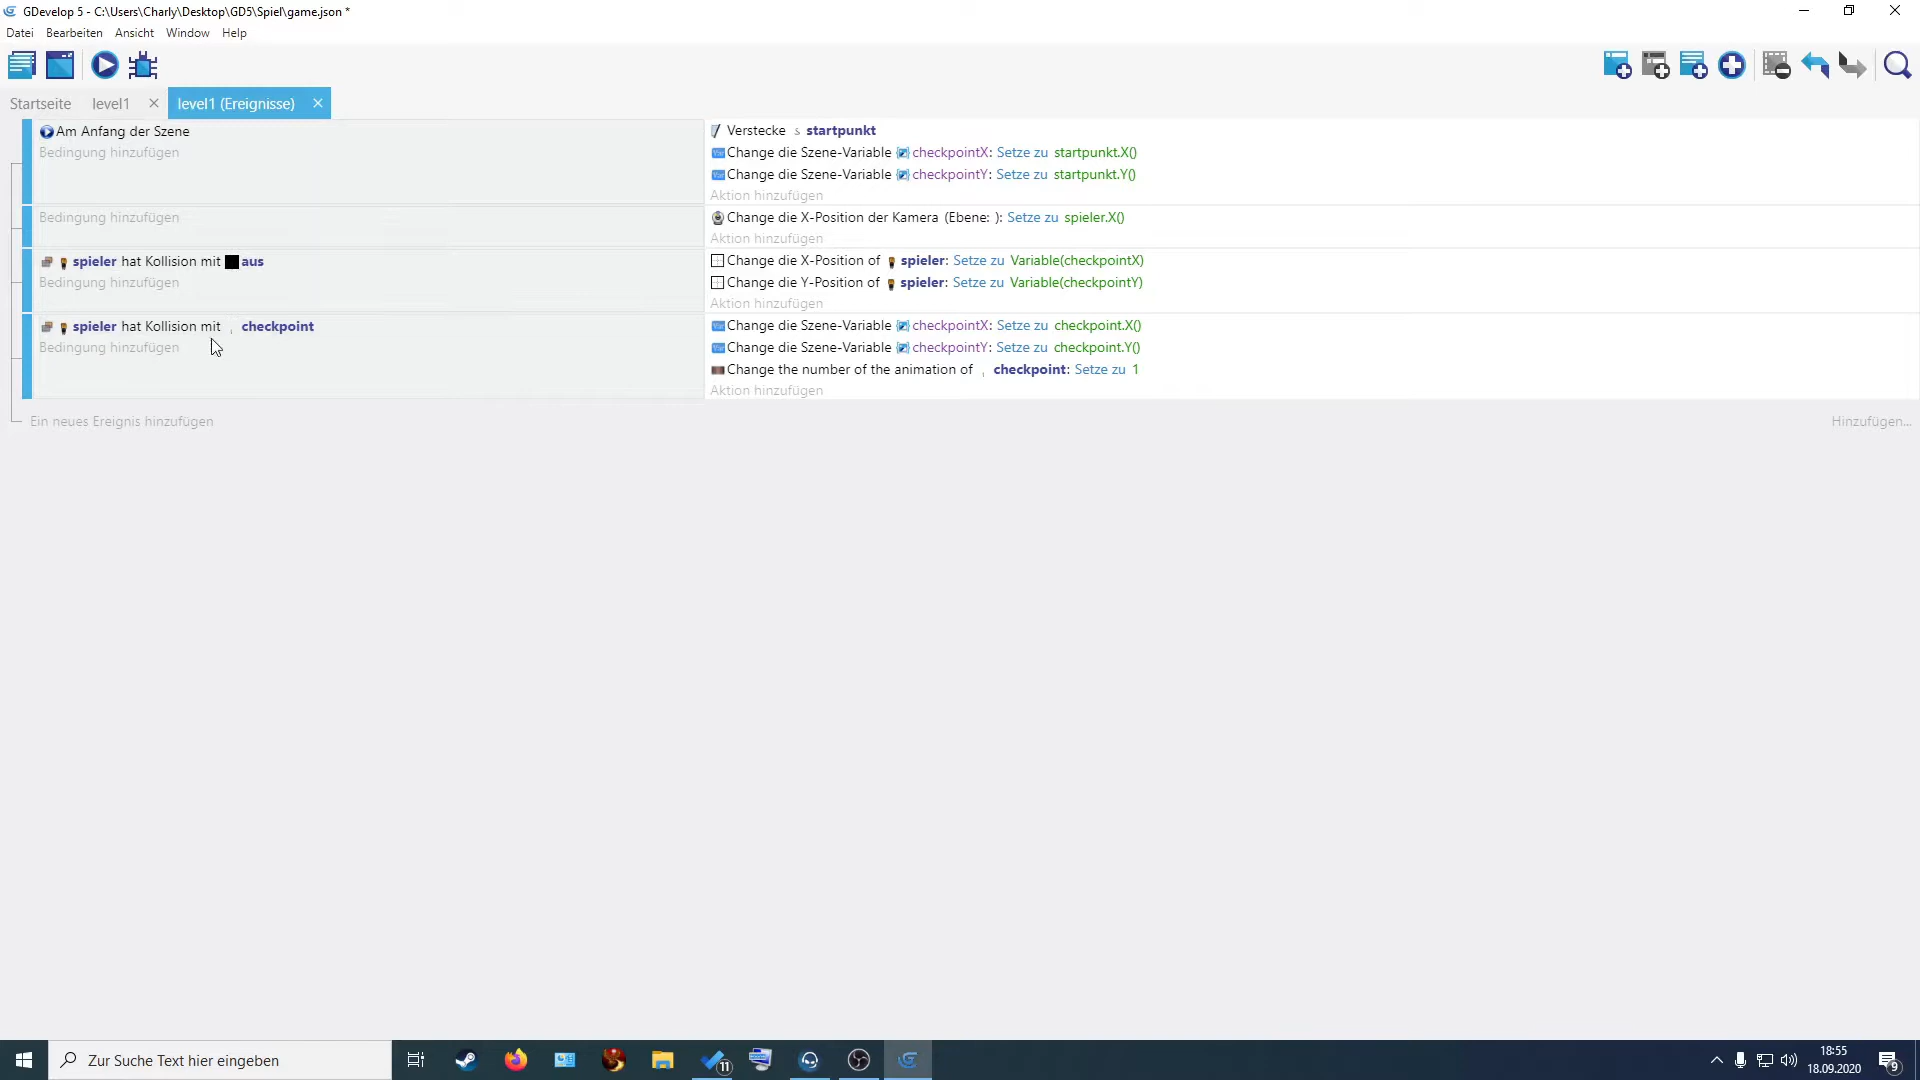 GDevelop 5 - C:\Users\Charly\Desktop\GD5\Spiel\game.json *
Datei Bearbeiten Ansicht Window Help
Startseite level1 level1 (Ereignisse)
Am Anfang der Szene
Bedingung hinzufügen
Verstecke startpunkt
Change die Szene-Variable checkpointX: Setze zu startpunkt.X()
Change die Szene-Variable checkpointY: Setze zu startpunkt.Y()
Aktion hinzufügen
Bedingung hinzufügen
Change die X-Position der Kamera (Ebene: ): Setze zu spieler.X()
Aktion hinzufügen
spieler hat Kollision mit aus
Bedingung hinzufügen
Change die X-Position of spieler: Setze zu Variable(checkpointX)
Change die Y-Position of spieler: Setze zu Variable(checkpointY)
Aktion hinzufügen
spieler hat Kollision mit checkpoint
Bedingung hinzufügen
Change die Szene-Variable checkpointX: Setze zu checkpoint.X()
Change die Szene-Variable checkpointY: Setze zu checkpoint.Y()
Change the number of the animation of checkpoint: Setze zu 1
Aktion hinzufügen
Ein neues Ereignis hinzufügen
Hinzufügen...
Zur Suche Text hier eingeben
11
18:55
18.09.2020
9